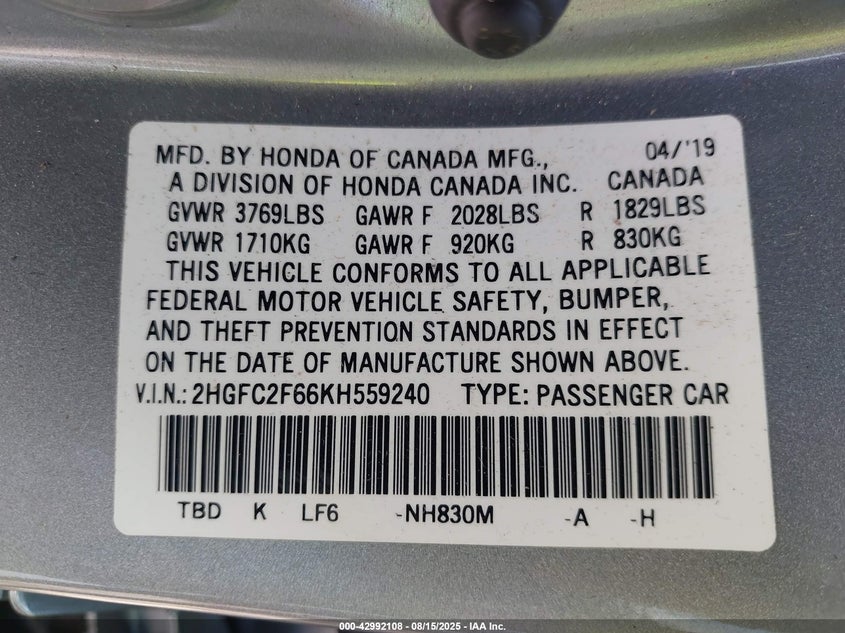 MFD. BY HONDA OF CANADA MFG., 04/'19
A DIVISION OF HONDA CANADA INC. CANADA
GVWR 3769LBS GAWR F 2028LBS R 1829LBS
GVWR 1710KG GAWR F 920KG R 830KG
THIS VEHICLE CONFORMS TO ALL APPLICABLE
FEDERAL MOTOR VEHICLE SAFETY, BUMPER,
AND THEFT PREVENTION STANDARDS IN EFFECT
ON THE DATE OF MANUFACTURE SHOWN ABOVE.
V.I.N.: 2HGFC2F66KH559240 TYPE: PASSENGER CAR
TBD K LF6 -NH830M -A -H
000-42992108 - 08/15/2025 - IAA Inc.